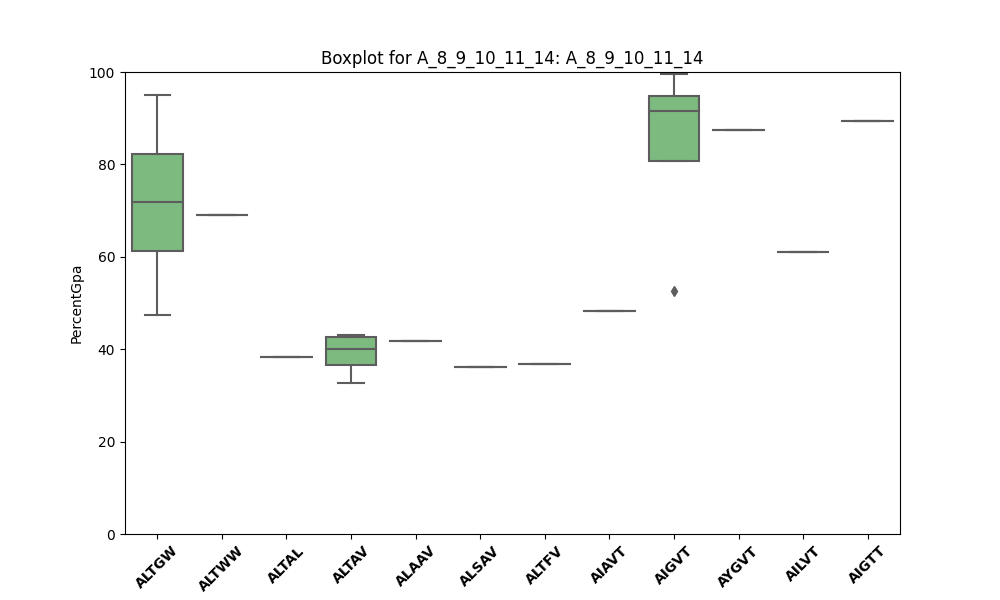 Boxplot for A_8_9_10_11_14: A_8_9_10_11_14
100
80
60
40
20
0
PercentGpa
ALTGW
ALTWW
ALTAL
ALTAV
ALAAV
ALSAV
ALTFV
AIAVT
AIGVT
AYGVT
AILVT
AIGTT